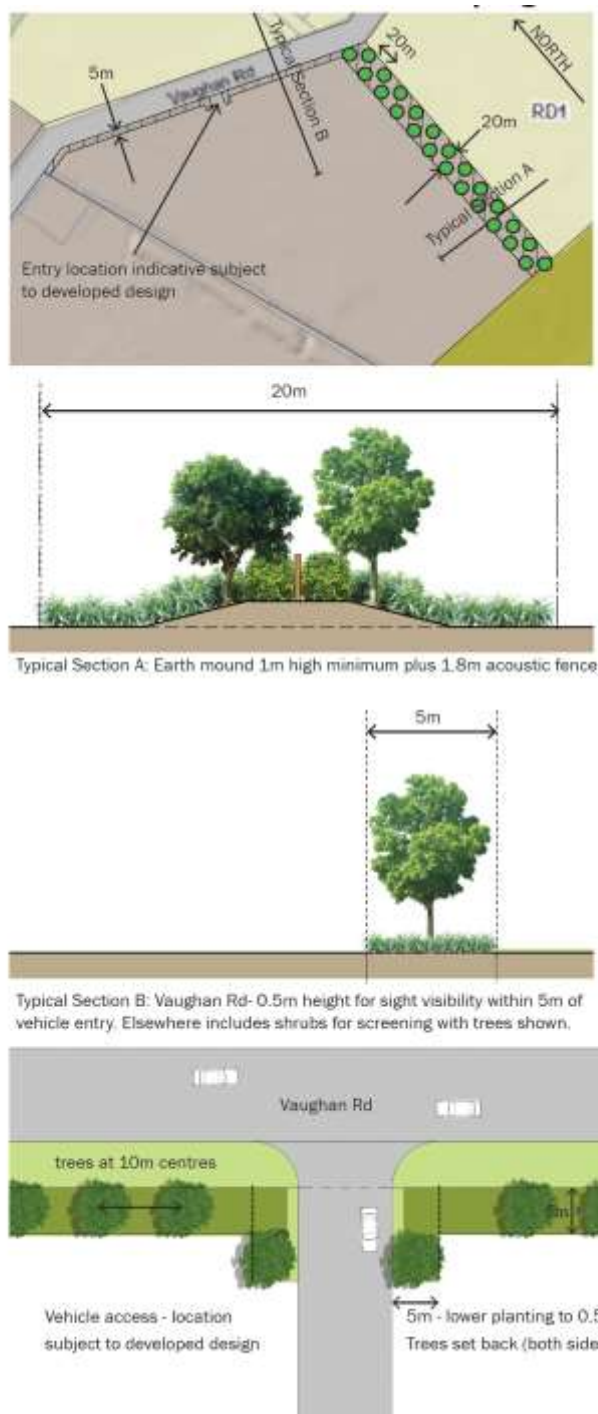 20m
NORTH
5m
Vaughan Rd
Typical Section B
RD1
20m
Typical Section A
Entry location indicative subject
to developed design
20m
Typical Section A: Earth mound 1m high minimum plus 1.8m acoustic fence
5m
Typical Section B: Vaughan Rd- 0.5m height for sight visibility within 5m of
vehicle entry. Elsewhere includes shrubs for screening with trees shown.
Vaughan Rd
trees at 10m centres
Vehicle access - location
subject to developed design
5m - lower planting to 0.5
Trees set back (both side